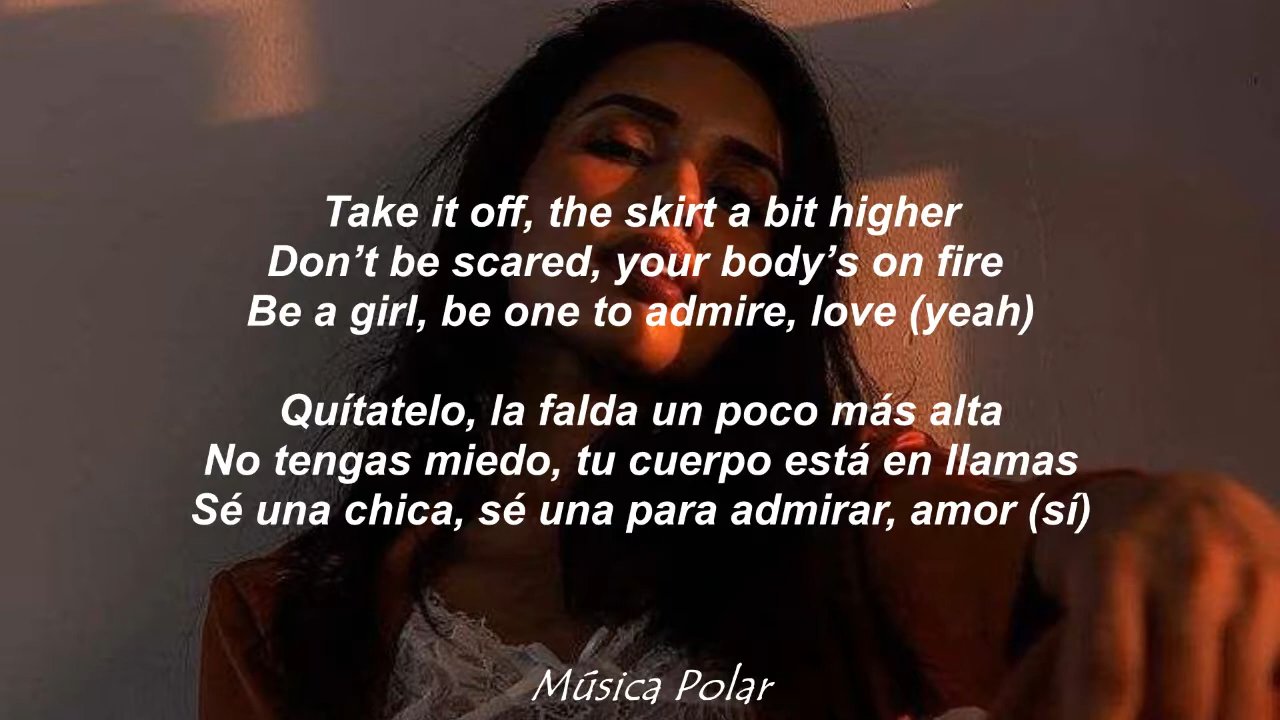 Take it off, the skirt a bit higher
Don’t be scared, your body’s on fire
Be a girl, be one to admire, love (yeah)
Quítatelo, la falda un poco más alta
No tengas miedo, tu cuerpo está en llamas
Sé una chica, sé una para admirar, amor (sí)
Música Polar